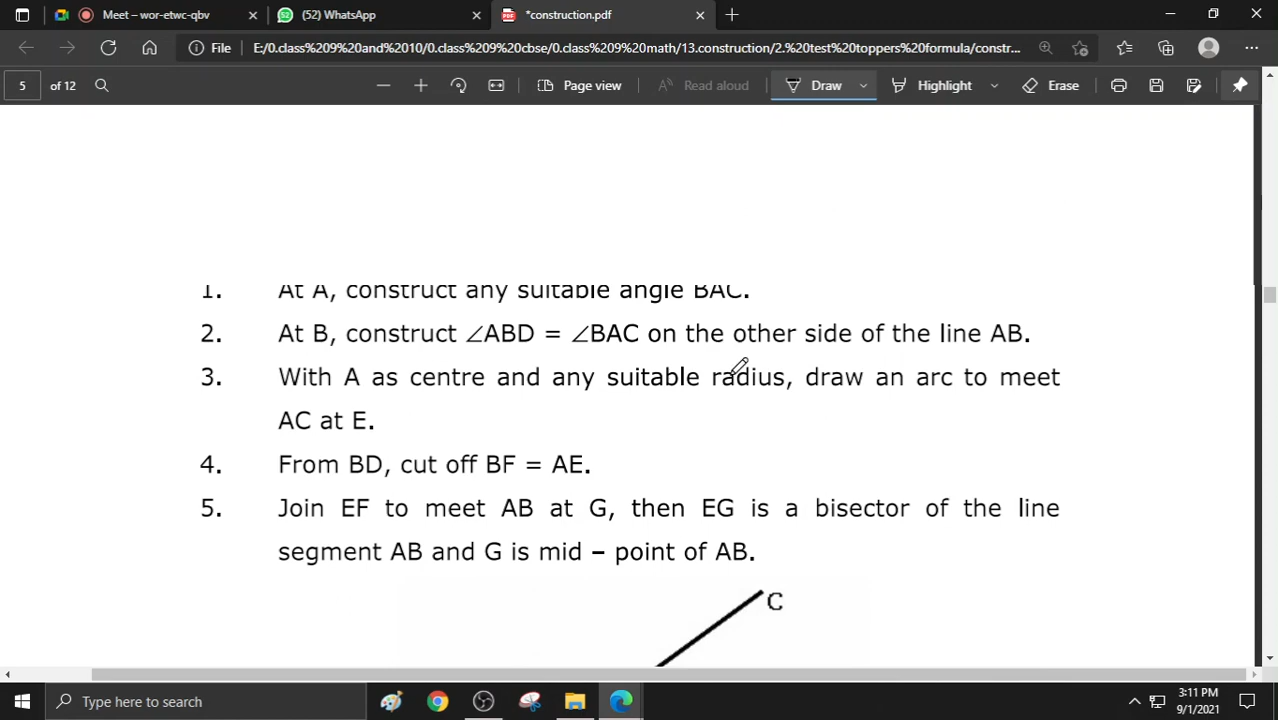 Meet – wor-etwc-qbv
(52) WhatsApp
*construction.pdf
File
E:/0.class%209%20and%2010/0.class%209%20cbse/0.class%209%20math/13.construction/2.%20test%20toppers%20formula/constr...
5 of 12
Page view
Read aloud
Draw
Highlight
Erase
1. At A, construct any suitable angle BAC.
2. At B, construct ∠ABD = ∠BAC on the other side of the line AB.
3. With A as centre and any suitable radius, draw an arc to meet
AC at E.
4. From BD, cut off BF = AE.
5. Join EF to meet AB at G, then EG is a bisector of the line
segment AB and G is mid – point of AB.
C
Type here to search
3:11 PM
9/1/2021